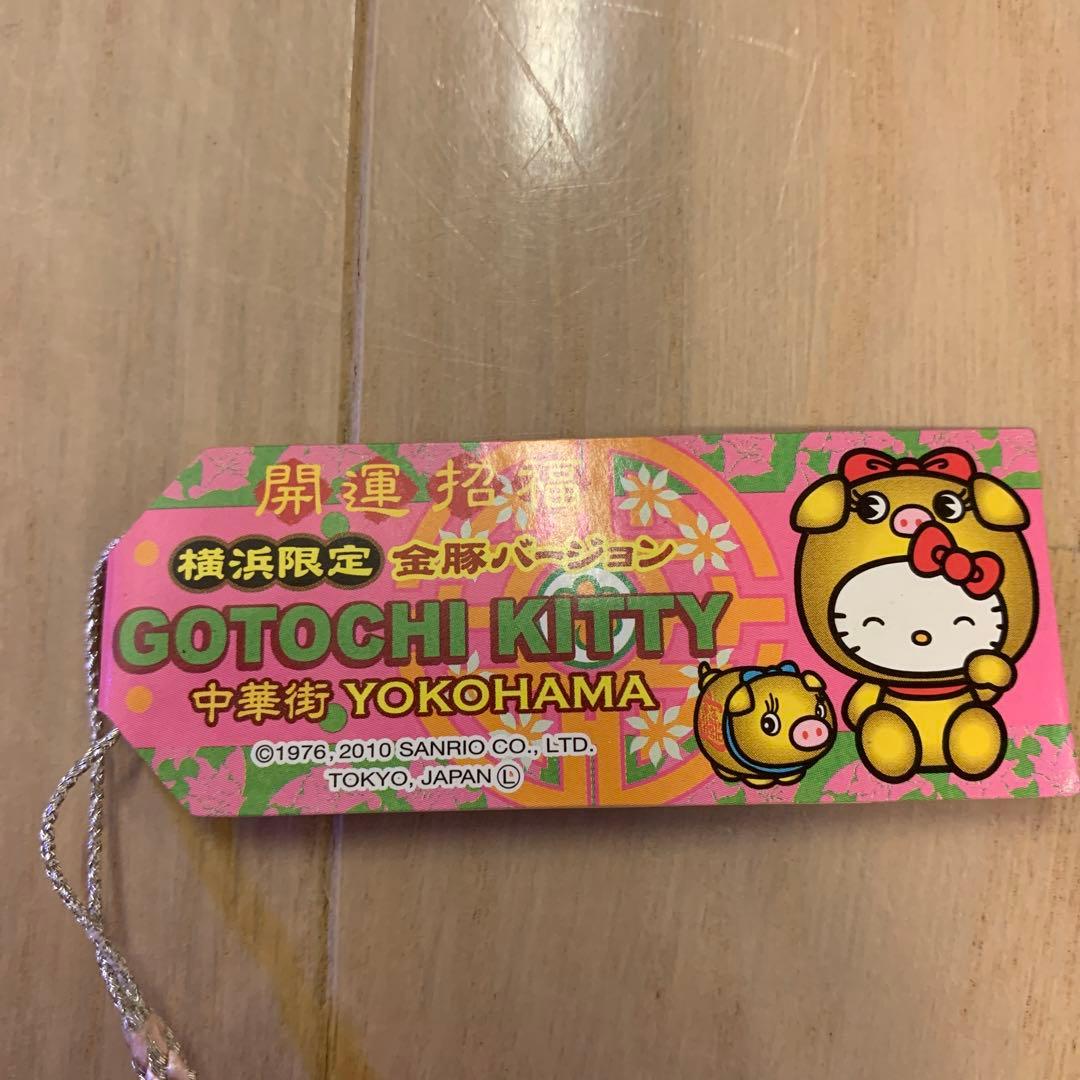 開運招福
横浜限定 金豚バージョン
GOTOCHI KITTY
中華街 YOKOHAMA
©1976, 2010 SANRIO CO., LTD.
TOKYO, JAPAN Ⓛ